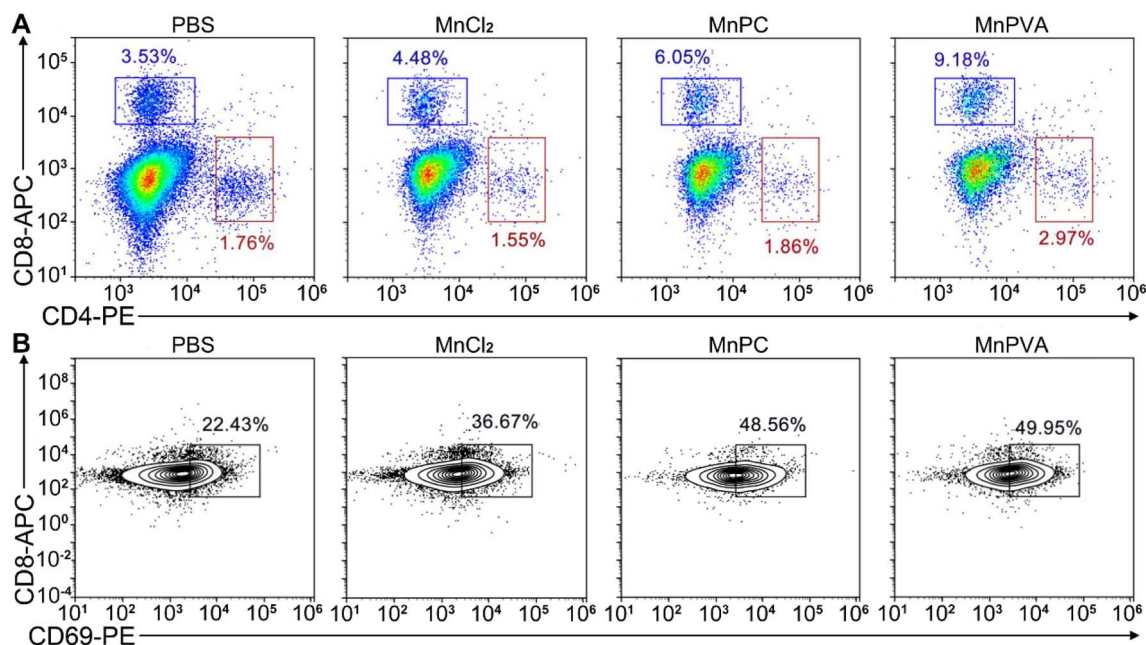 A
PBS MnCl₂ MnPC MnPVA
3.53% 4.48% 6.05% 9.18%
1.76% 1.55% 1.86% 2.97%
10⁵
10⁴
10³
10²
10¹
CD8-APC
10³ 10⁴ 10⁵ 10⁶ 10³ 10⁴ 10⁵ 10⁶ 10³ 10⁴ 10⁵ 10⁶ 10³ 10⁴ 10⁵ 10⁶
CD4-PE
B
PBS MnCl₂ MnPC MnPVA
22.43% 36.67% 48.56% 49.95%
10⁸
10⁶
10⁴
10²
10⁰
10⁻²
10⁻⁴
CD8-APC
10¹ 10² 10³ 10⁴ 10⁵ 10⁶ 10¹ 10² 10³ 10⁴ 10⁵ 10⁶ 10¹ 10² 10³ 10⁴ 10⁵ 10⁶ 10¹ 10² 10³ 10⁴ 10⁵ 10⁶
CD69-PE